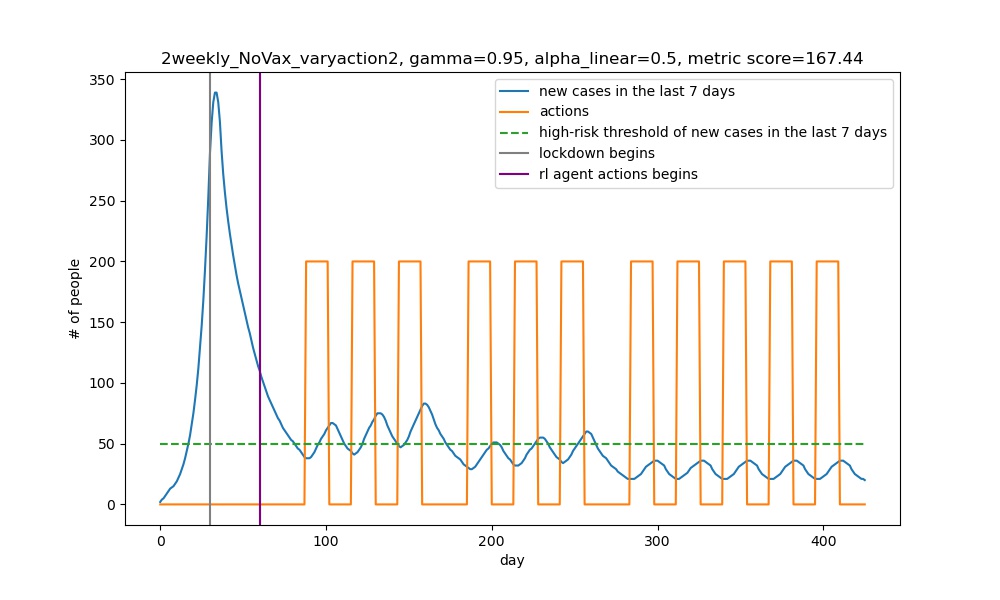 2weekly_NoVax_varyaction2, gamma=0.95, alpha_linear=0.5, metric score=167.44
new cases in the last 7 days
actions
high-risk threshold of new cases in the last 7 days
lockdown begins
rl agent actions begins
# of people
350
300
250
200
150
100
50
0
0 100 200 300 400
day